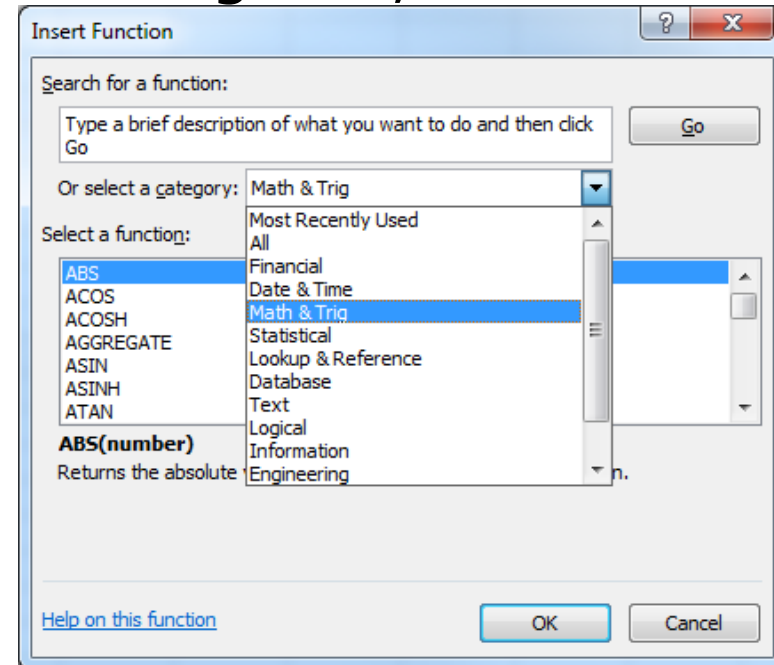 Insert Function
Search for a function:
Type a brief description of what you want to do and then click
Go
Go
Or select a category: Math & Trig
Most Recently Used
All
Financial
Date & Time
Math & Trig
Statistical
Lookup & Reference
Database
Text
Logical
Information
Engineering
Select a function:
ABS
ACOS
ACOSH
AGGREGATE
ASIN
ASINH
ATAN
ABS(number)
Returns the absolute
n.
Help on this function
OK
Cancel